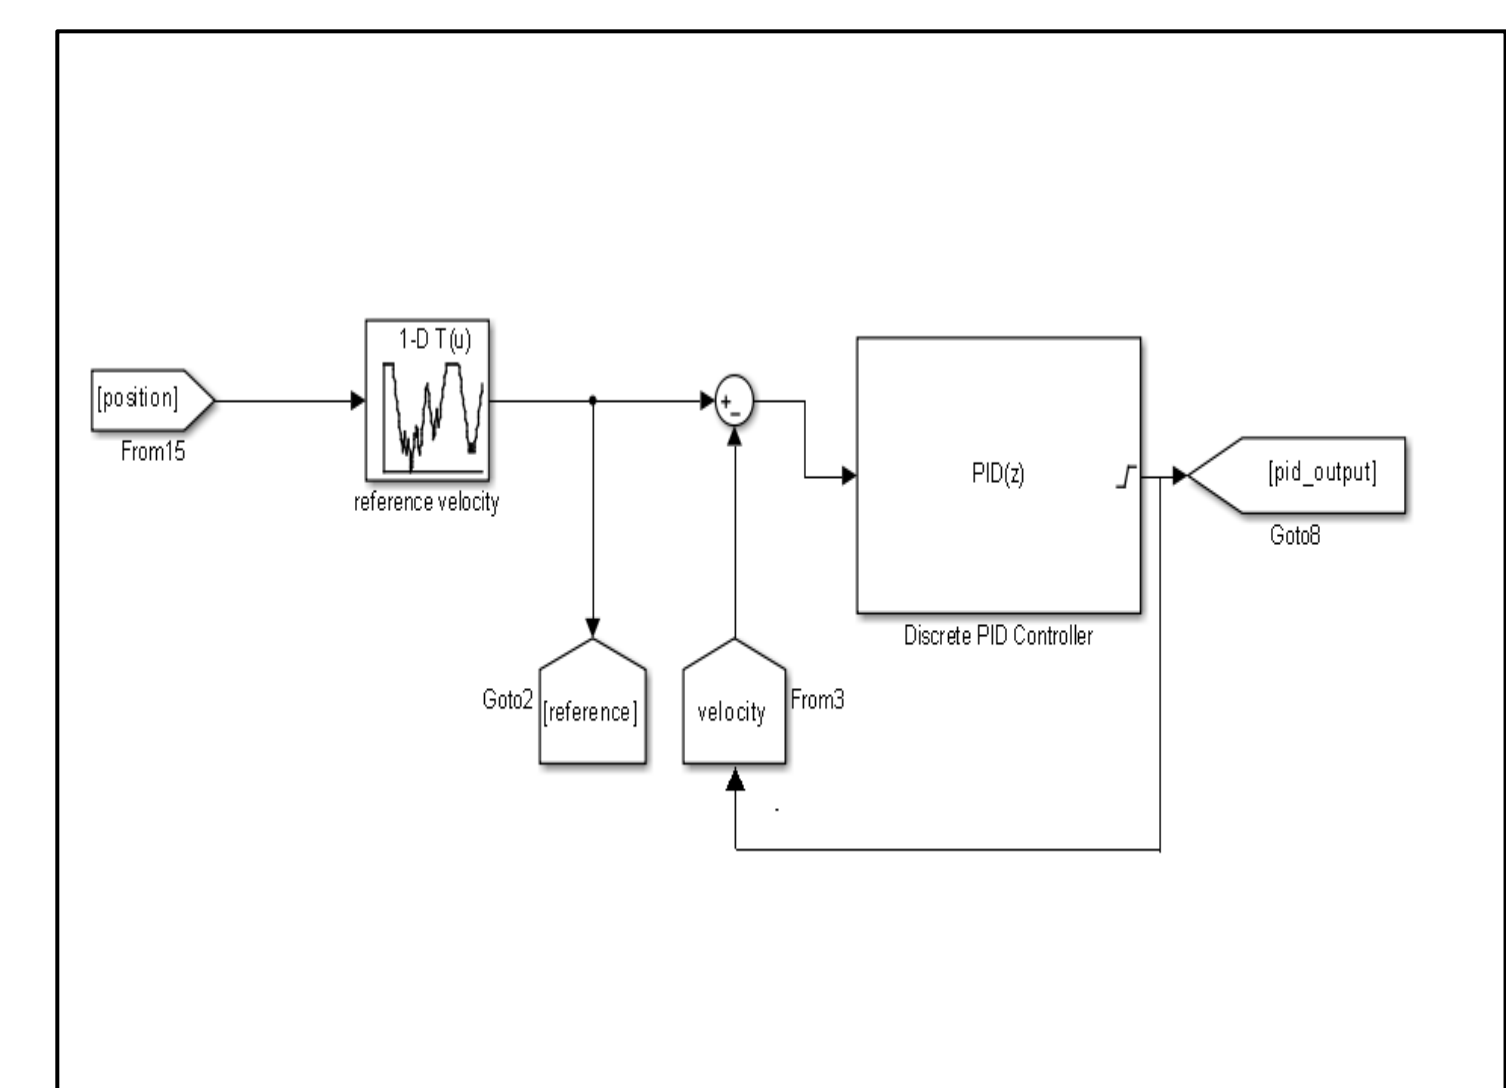 1-D T(u)
[position]
From15
reference velocity
+
-
PID(z)
Discrete PID Controller
[pid_output]
Goto8
Goto2
[reference]
velocity
From3